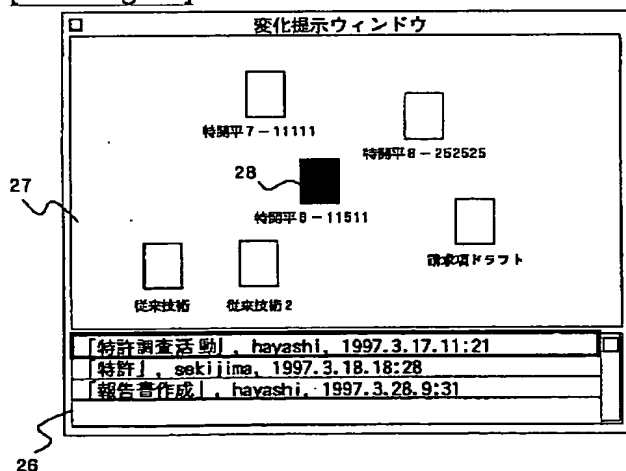 変化提示ウィンドウ
特開平7－11111
特開平8－252525
28
27
特開平8－11511
請求項ドラフト
従来技術
従来技術2
「特許調査活動」, hayashi, 1997.3.17.11:21
「特許」, sekijima, 1997.3.18.18:28
「報告書作成」, hayashi, 1997.3.28.9:31
26